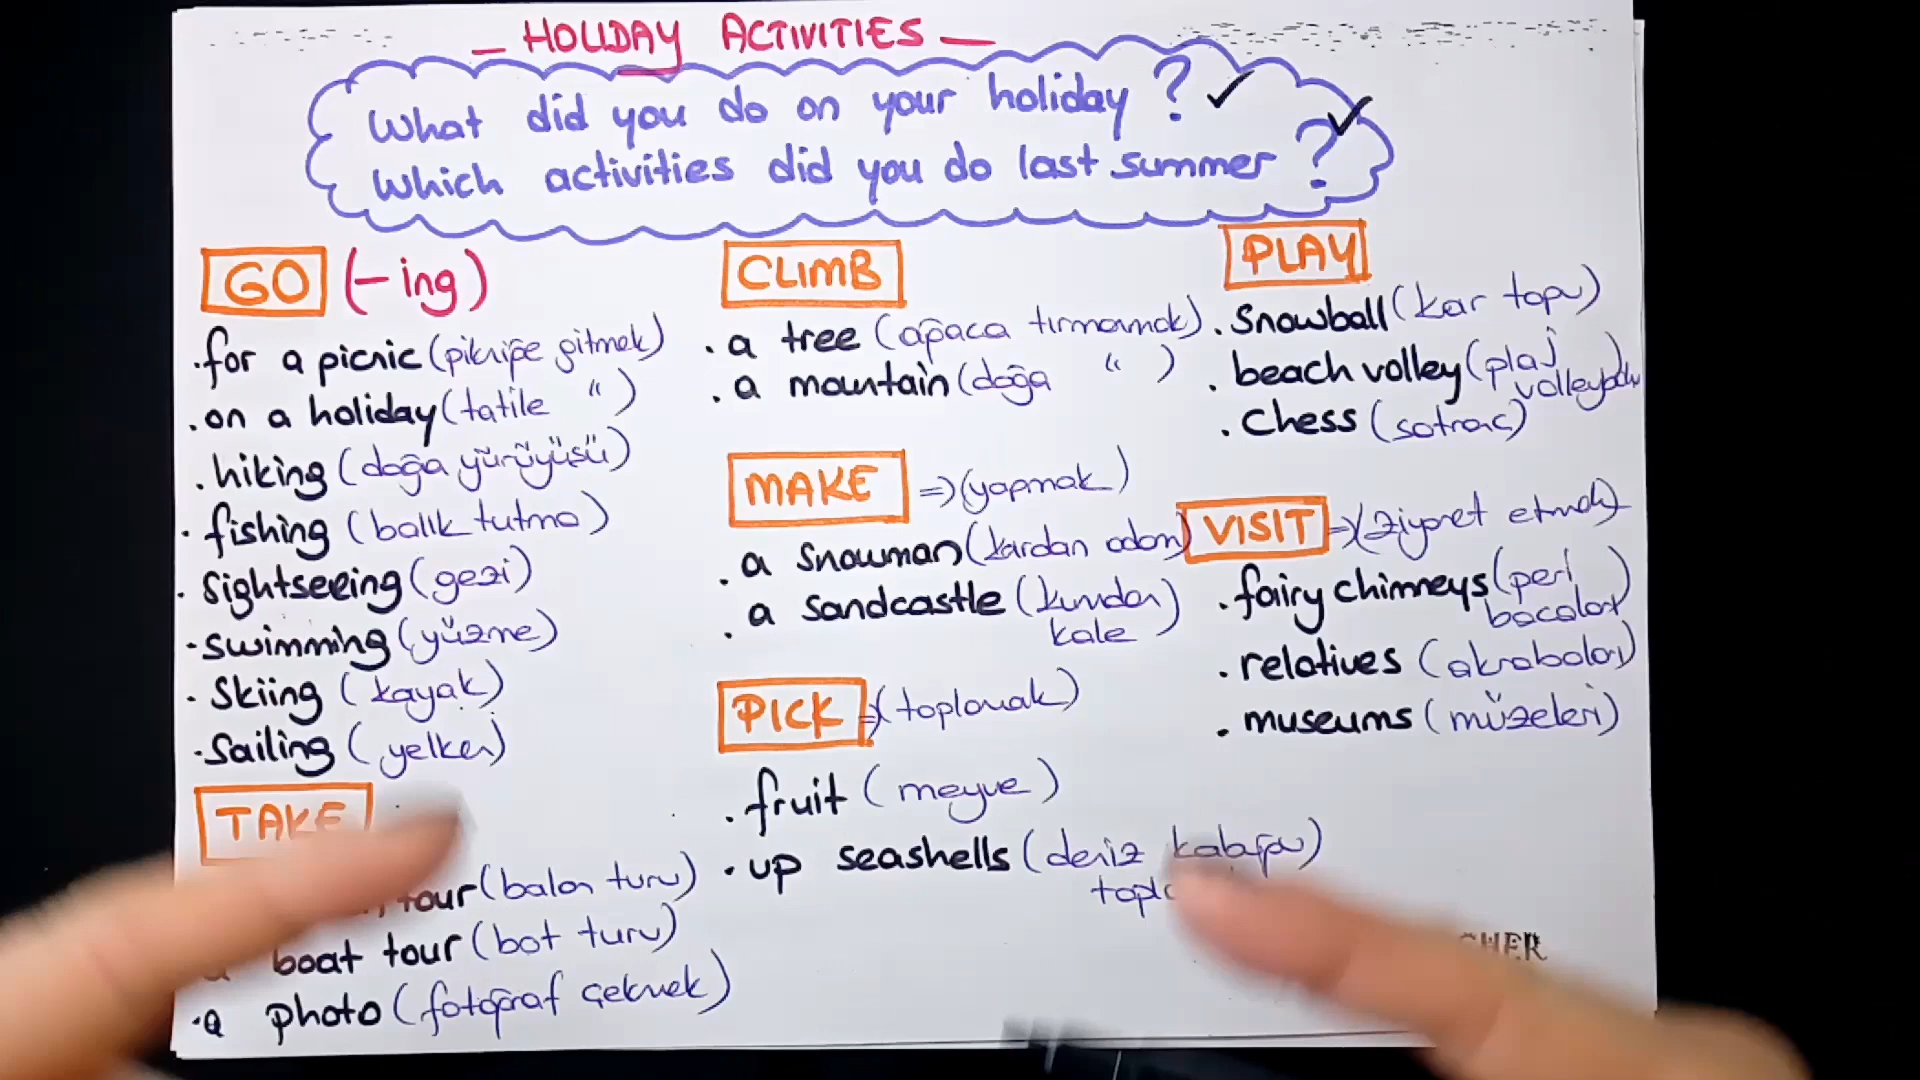 — HOLIDAY ACTIVITIES —
What did you do on your holiday ? ✓
Which activities did you do last summer ? ✓
GO (-ing)
. for a picnic (pikniğe gitmek)
. on a holiday (tatile " )
. hiking (doğa yürüyüşü)
. fishing (balık tutma)
. sightseeing (gezi)
. swimming (yüzme)
. skiing (kayak)
. sailing (yelken)
TAKE
tour (balon turu)
boat tour (bot turu)
. a photo (fotoğraf çekmek)
CLIMB
. a tree (ağaca tırmanmak)
. a mountain (doğa " )
MAKE => (yapmak)
. a snowman (kardan adam)
. a sandcastle (kumdan
kale )
PICK => (toplamak)
. fruit (meyve)
. up seashells (deniz kabuğu)
PLAY
. snowball (kar topu)
. beach volley (plaj
volleybolu)
. chess (satranç)
VISIT => (ziyaret etmek)
. fairy chimneys (peri
bacaları)
. relatives (akrabaları)
. museums (müzeleri)